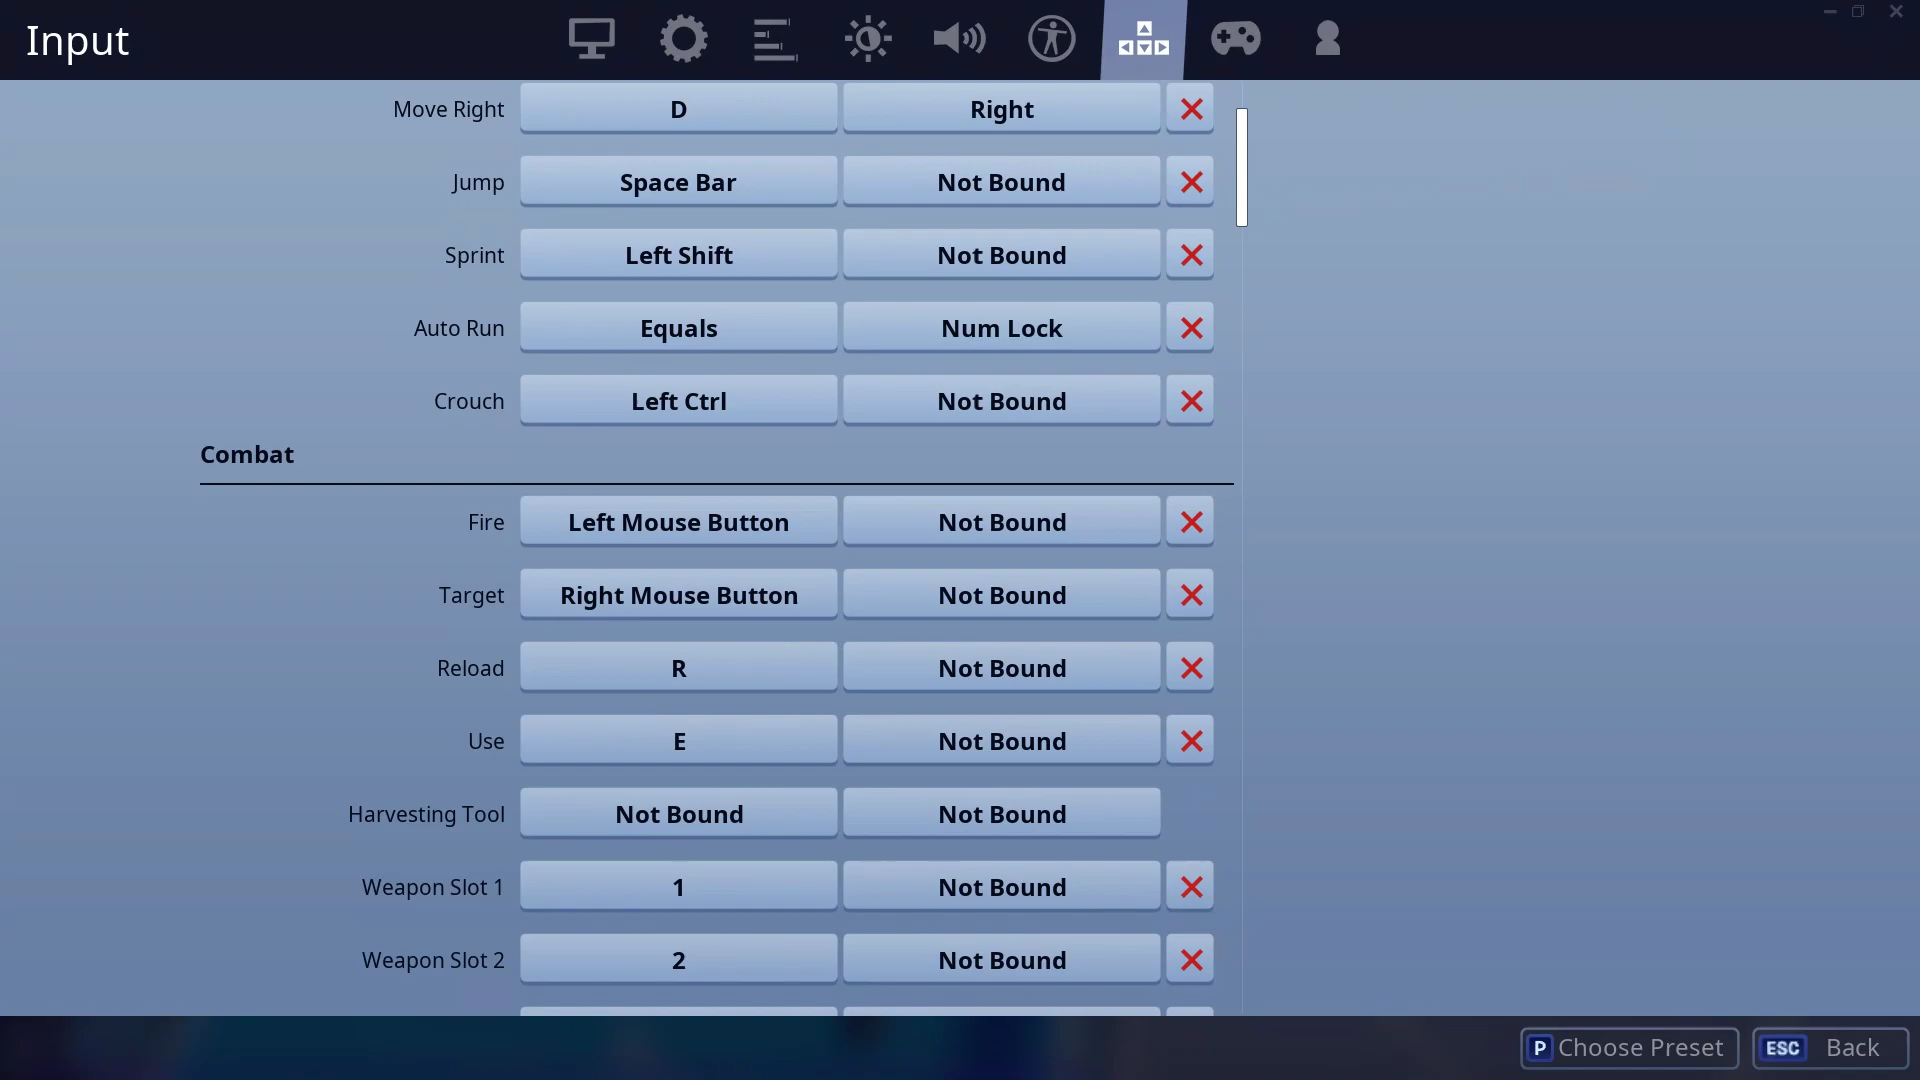 Input
Move Right D Right
Jump Space Bar Not Bound
Sprint Left Shift Not Bound
Auto Run Equals Num Lock
Crouch Left Ctrl Not Bound
Combat
Fire Left Mouse Button Not Bound
Target Right Mouse Button Not Bound
Reload R Not Bound
Use E Not Bound
Harvesting Tool Not Bound Not Bound
Weapon Slot 1 1 Not Bound
Weapon Slot 2 2 Not Bound
P Choose Preset ESC Back